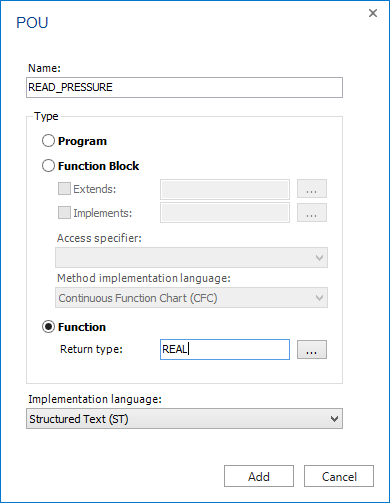 POU
Name:
READ_PRESSURE
Type
Program
Function Block
Extends:
...
Implements:
...
Access specifier:
Method implementation language:
Continuous Function Chart (CFC)
Function
Return type:
REAL
...
Implementation language:
Structured Text (ST)
Add Cancel